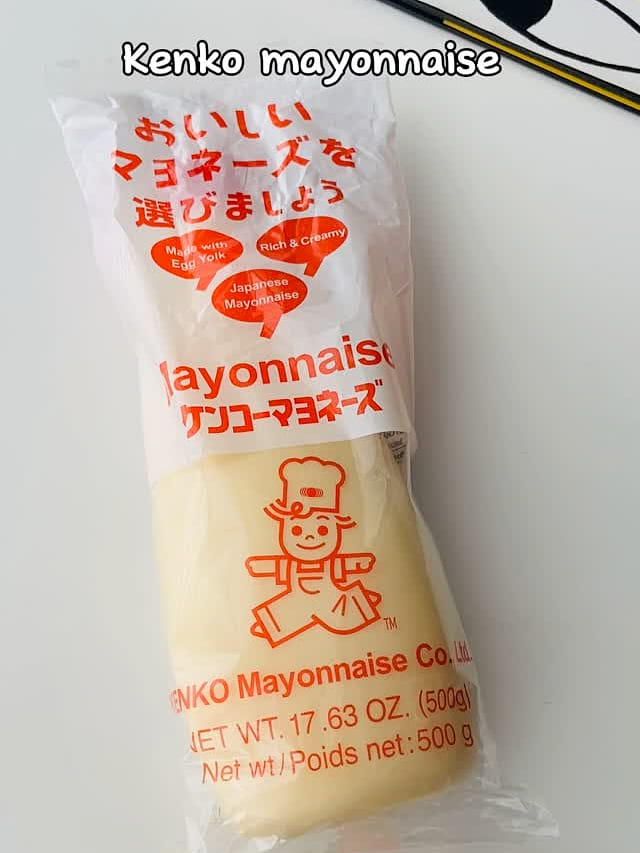 Kenko mayonnaise
おいしい
マヨネーズを
選びましょう
Made with
Egg Yolk
Rich & Creamy
Japanese
Mayonnaise
Mayonnaise
ケンコーマヨネーズ
TM
KENKO Mayonnaise Co., Ltd.
NET WT. 17.63 OZ. (500g)
Net wt/Poids net:500 g